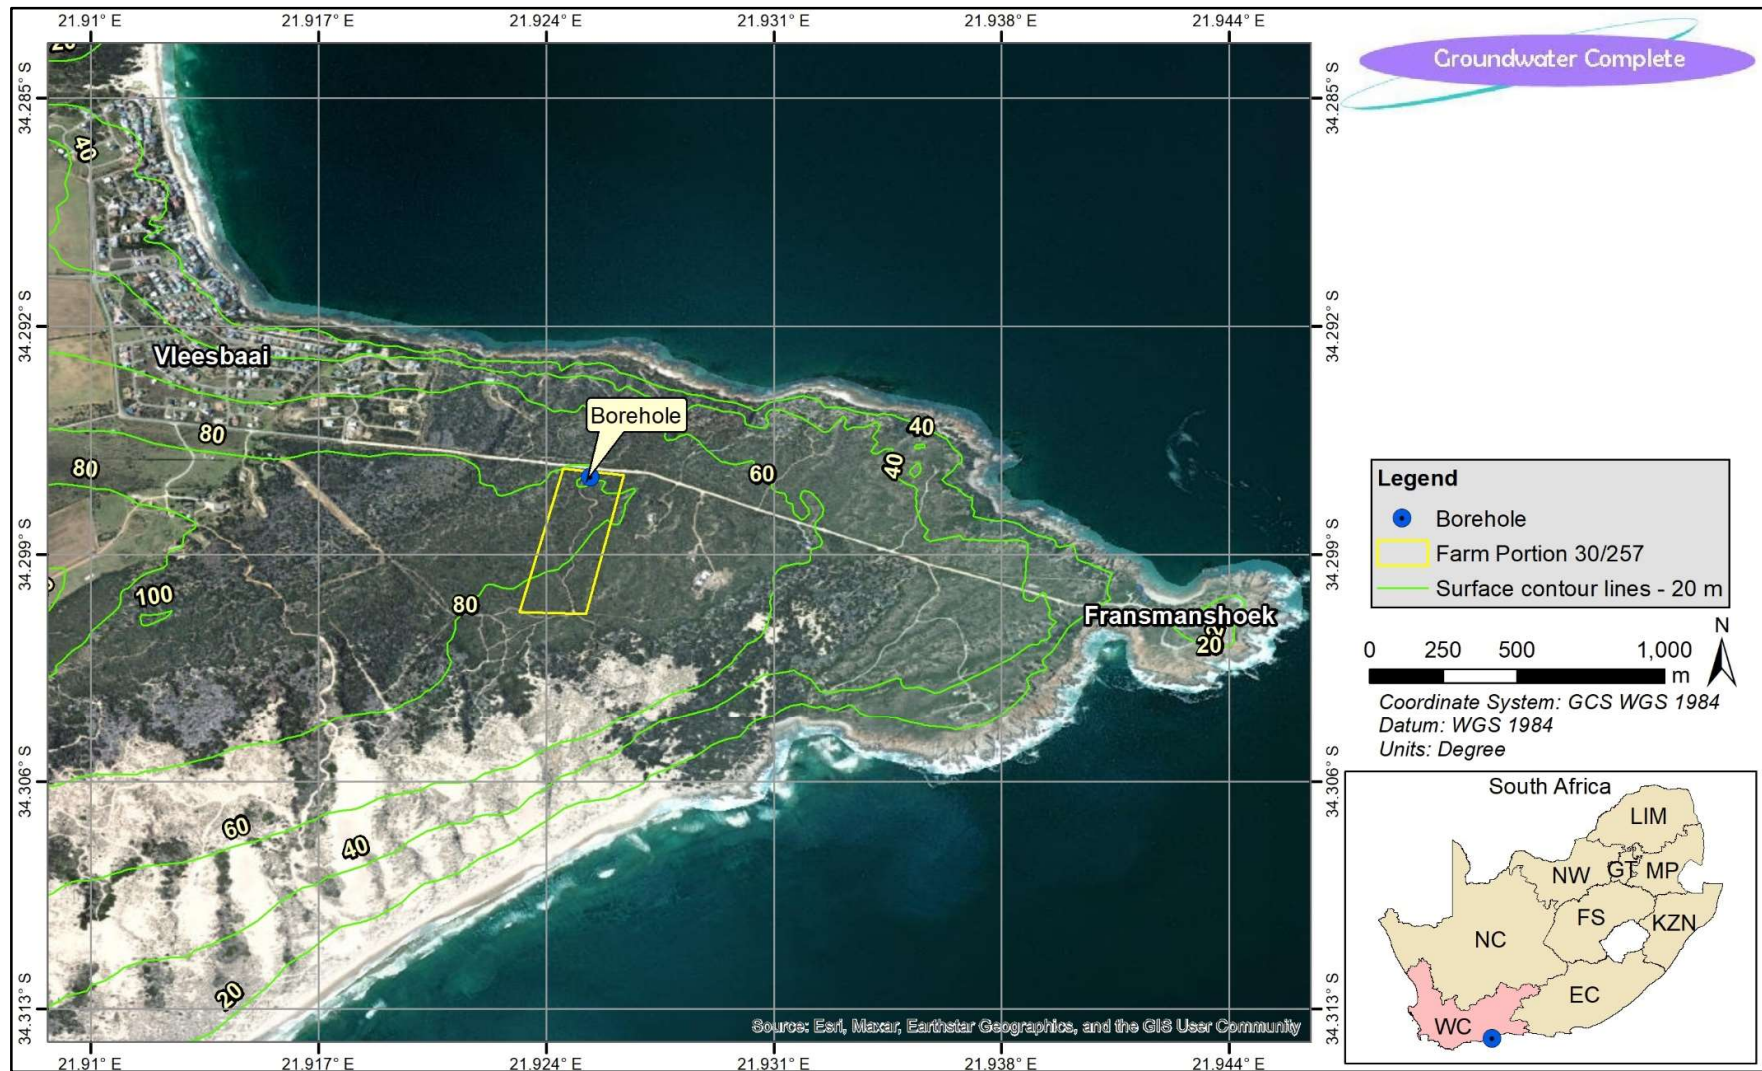 21.91° E
21.917° E
21.924° E
21.931° E
21.938° E
21.944° E
34.285° S
34.292° S
34.299° S
34.306° S
34.313° S
20
40
Vleesbaai
80
80
Borehole
60
40
40
100
80
Fransmanshoek
20
60
40
20
Source: Esri, Maxar, Earthstar Geographics, and the GIS User Community
34.285° S
34.292° S
34.299° S
34.306° S
34.313° S
21.91° E
21.917° E
21.924° E
21.931° E
21.938° E
21.944° E
Groundwater Complete
Legend
Borehole
Farm Portion 30/257
Surface contour lines - 20 m
N
0 250 500 1,000
m
Coordinate System: GCS WGS 1984
Datum: WGS 1984
Units: Degree
South Africa
LIM
NW
GT
MP
FS
KZN
NC
EC
WC